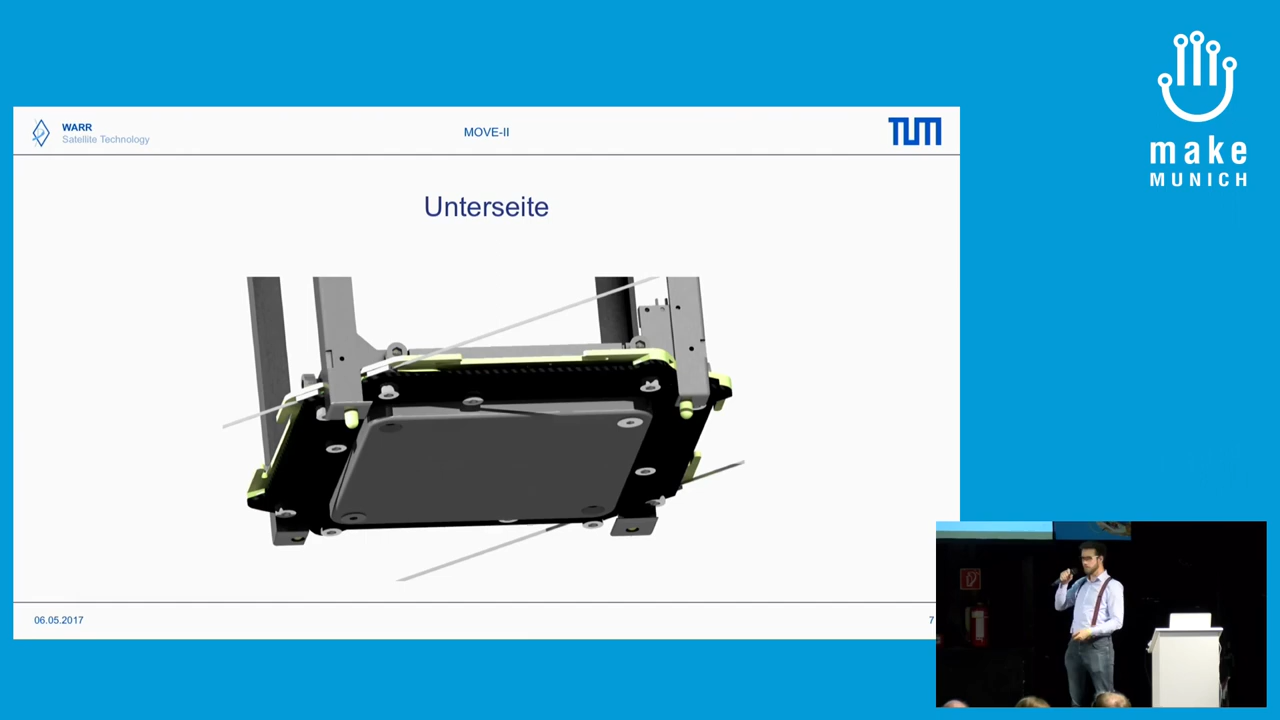 WARR
Satellite Technology
MOVE-II
TUM
make
MUNICH
Unterseite
06.05.2017
7